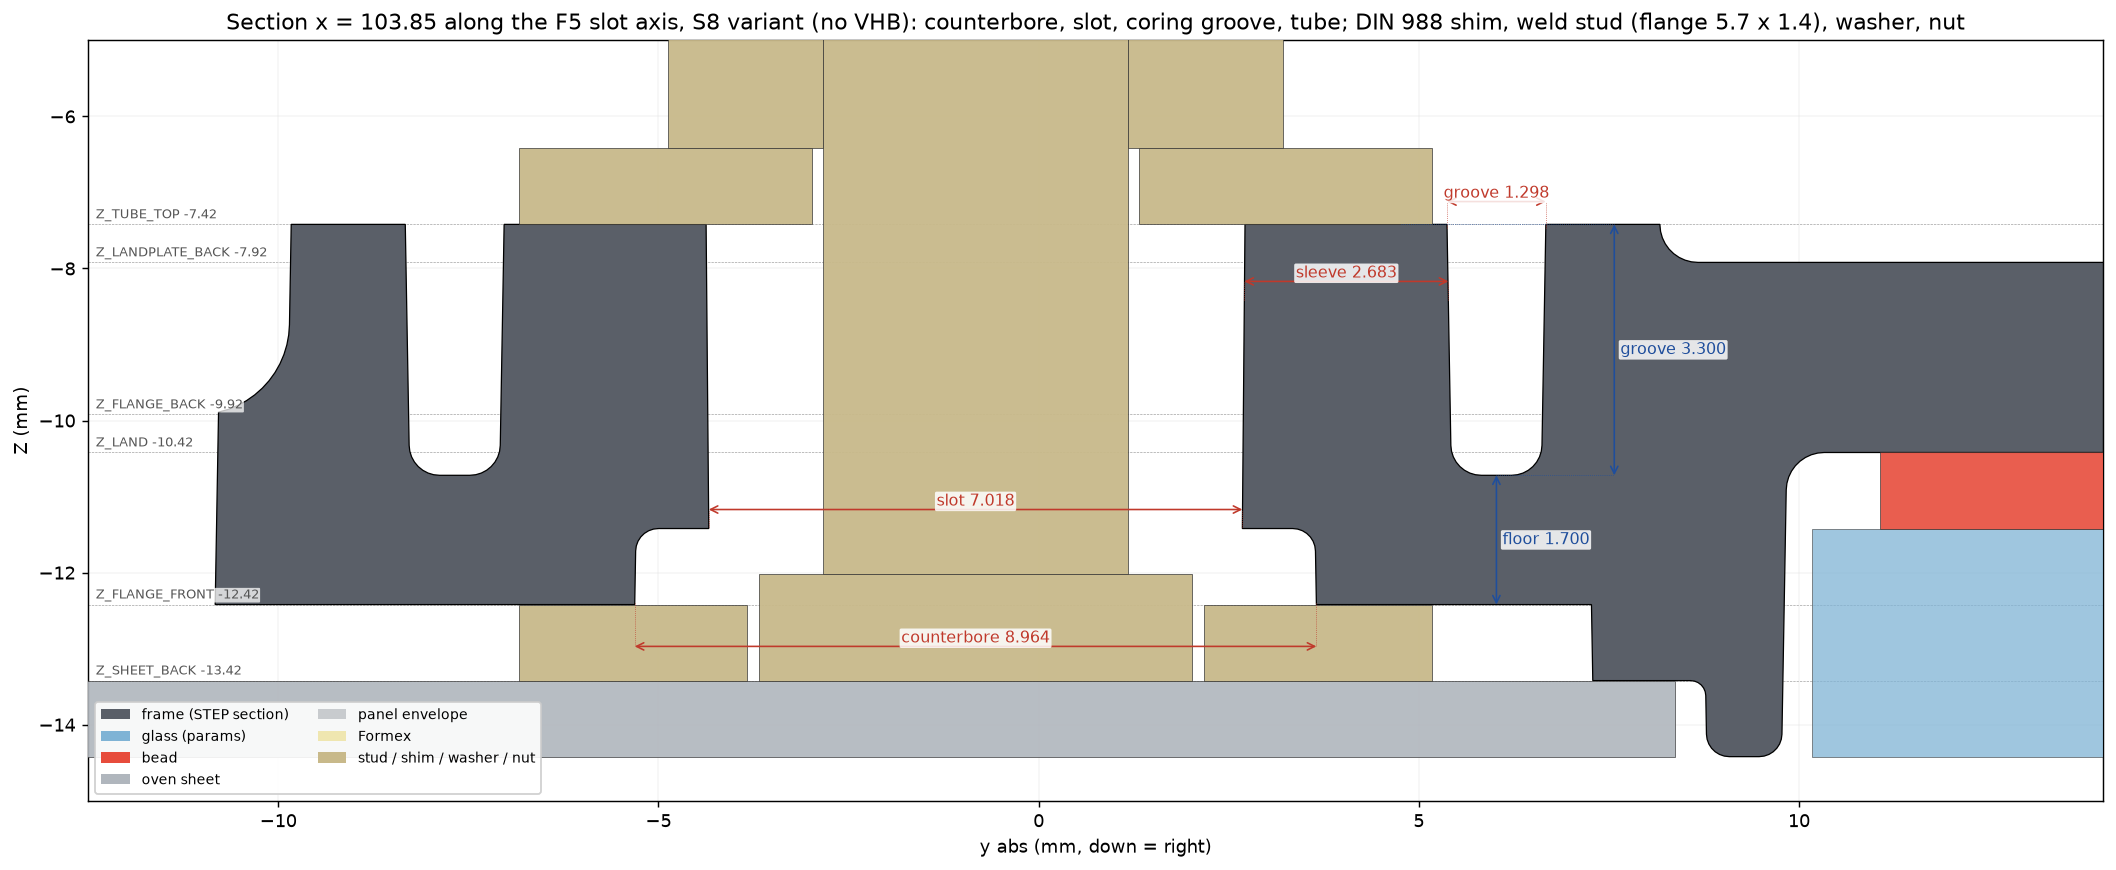 Section x = 103.85 along the F5 slot axis, S8 variant (no VHB): counterbore, slot, coring groove, tube; DIN 988 shim, weld stud (flange 5.7 x 1.4), washer, nut
−6
−8
−10
−12
−14
Z (mm)
Z_TUBE_TOP -7.42
Z_LANDPLATE_BACK -7.92
Z_FLANGE_BACK -9.92
Z_LAND -10.42
Z_FLANGE_FRONT -12.42
Z_SHEET_BACK -13.42
groove 1.298
sleeve 2.683
groove 3.300
slot 7.018
floor 1.700
counterbore 8.964
frame (STEP section)
glass (params)
bead
oven sheet
panel envelope
Formex
stud / shim / washer / nut
−10
−5
0
5
10
y abs (mm, down = right)